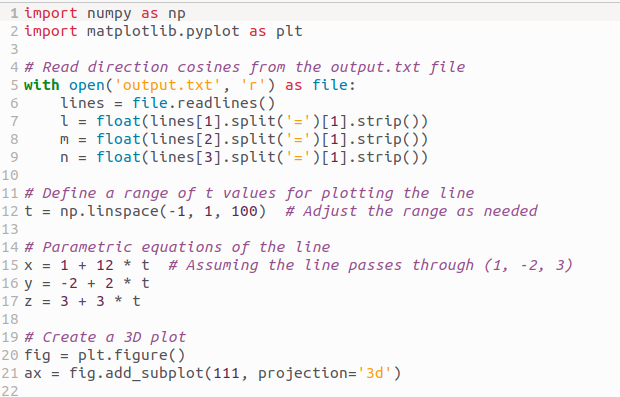 1 import numpy as np
2 import matplotlib.pyplot as plt
3
4 # Read direction cosines from the output.txt file
5 with open('output.txt', 'r') as file:
6     lines = file.readlines()
7     l = float(lines[1].split('=')[1].strip())
8     m = float(lines[2].split('=')[1].strip())
9     n = float(lines[3].split('=')[1].strip())
10
11 # Define a range of t values for plotting the line
12 t = np.linspace(-1, 1, 100)  # Adjust the range as needed
13
14 # Parametric equations of the line
15 x = 1 + 12 * t  # Assuming the line passes through (1, -2, 3)
16 y = -2 + 2 * t
17 z = 3 + 3 * t
18
19 # Create a 3D plot
20 fig = plt.figure()
21 ax = fig.add_subplot(111, projection='3d')
22